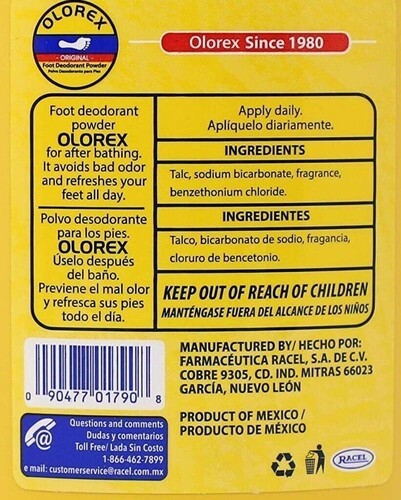 OLOREX
- ORIGINAL -
Foot Deodorant Powder
Polvo Desodorante para Pies
Olorex Since 1980
Foot deodorant
powder
OLOREX
for after bathing.
It avoids bad odor
and refreshes your
feet all day.
Polvo desodorante
para los pies.
OLOREX
Úselo después
del baño.
Previene el mal olor
y refresca sus pies
todo el día.
Apply daily.
Aplíquelo diariamente.
INGREDIENTS
Talc, sodium bicarbonate, fragrance,
benzethonium chloride.
INGREDIENTES
Talco, bicarbonato de sodio, fragancia,
cloruro de bencetonio.
KEEP OUT OF REACH OF CHILDREN
MANTÉNGASE FUERA DEL ALCANCE DE LOS NIÑOS
0 90477 01790 8
Questions and comments
Dudas y comentarios
Toll Free/ Lada Sin Costo
1-866-462-7899
e mail: customerservice@racel.com.mx
MANUFACTURED BY/ HECHO POR:
FARMACÉUTICA RACEL, S.A. DE C.V.
COBRE 9305, CD. IND. MITRAS 66023
GARCÍA, NUEVO LEÓN
PRODUCT OF MEXICO/
PRODUCTO DE MÉXICO
RACEL